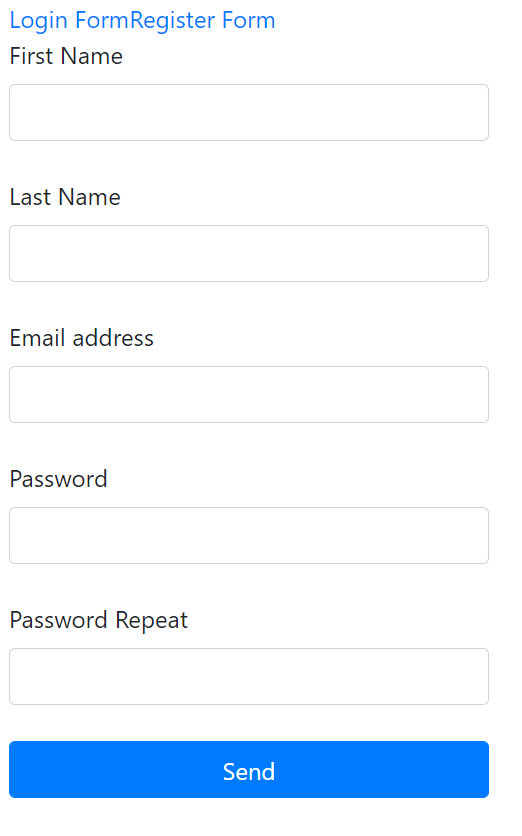 Login FormRegister Form
First Name
Last Name
Email address
Password
Password Repeat
Send